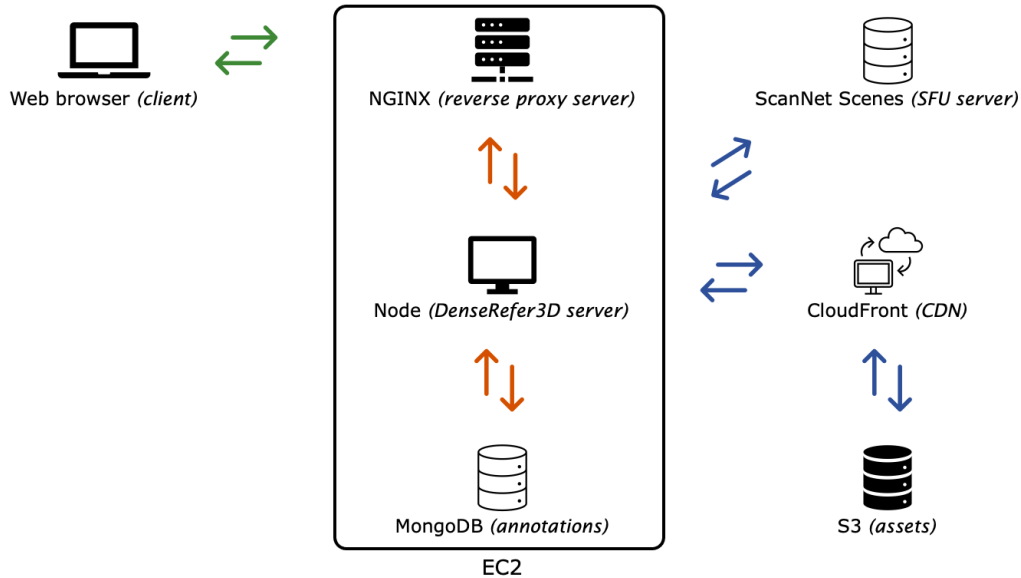 Web browser (client)
NGINX (reverse proxy server)
ScanNet Scenes (SFU server)
Node (DenseRefer3D server)
CloudFront (CDN)
MongoDB (annotations)
S3 (assets)
EC2